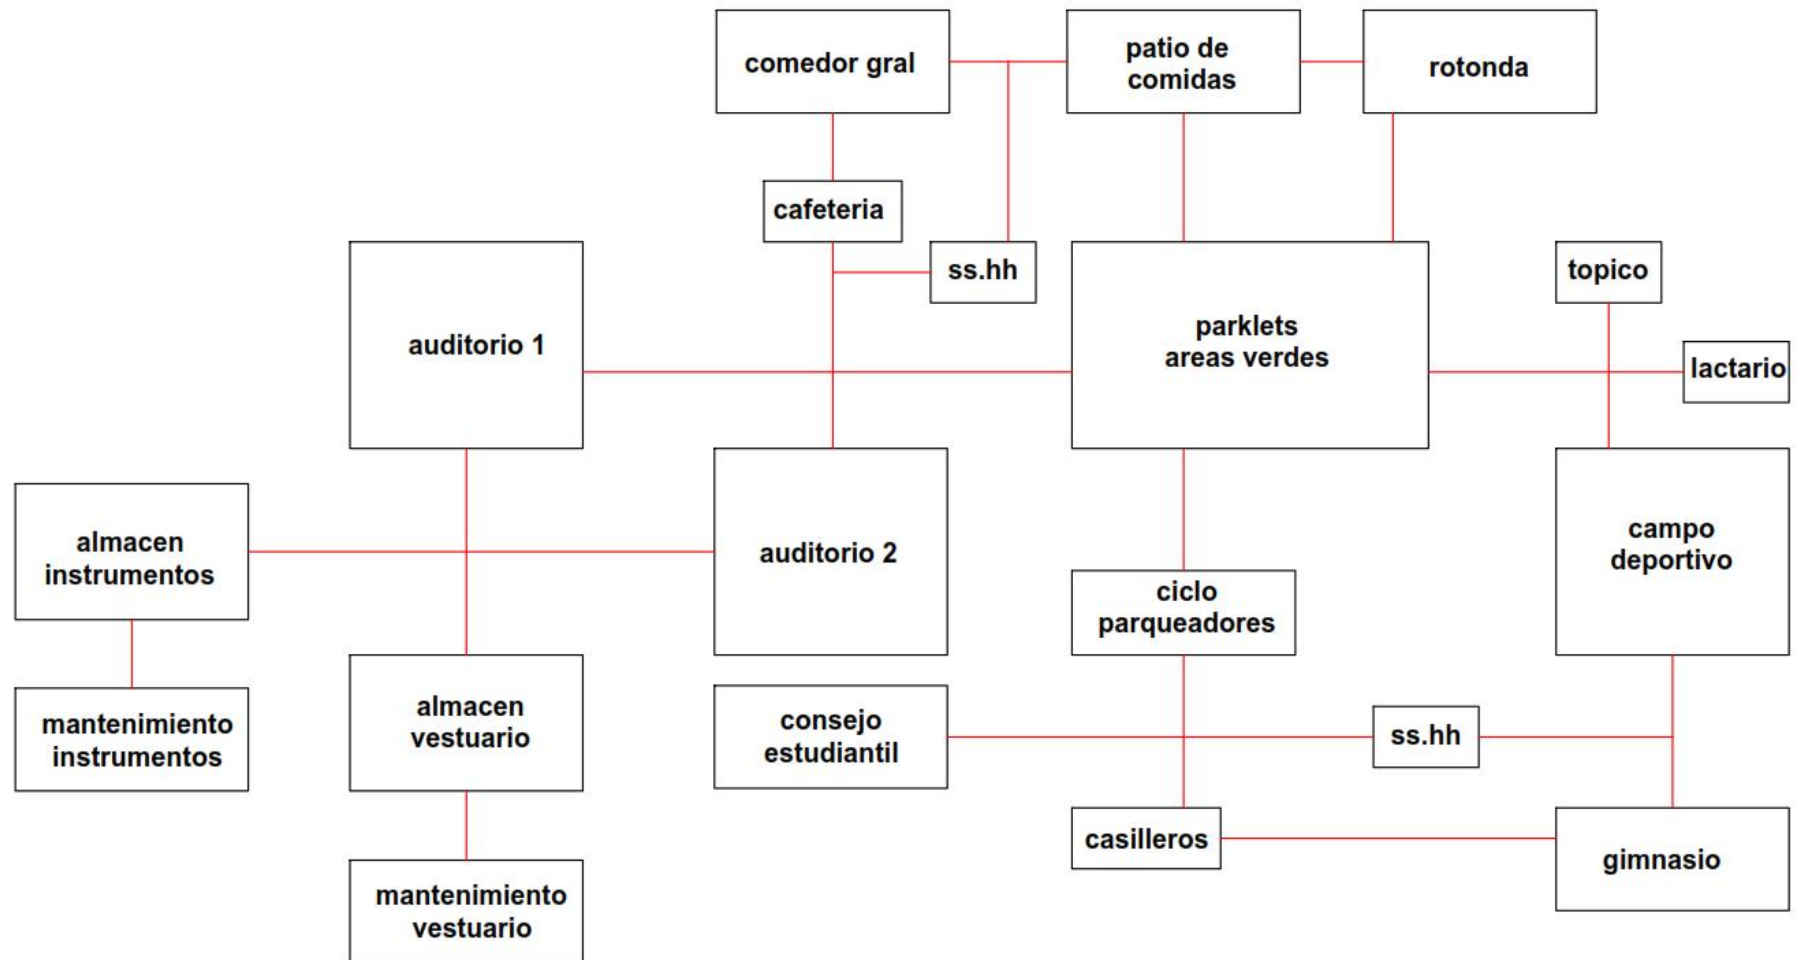 comedor gral
patio de
comidas
rotonda
cafeteria
ss.hh
topico
auditorio 1
parklets
areas verdes
lactario
almacen
instrumentos
auditorio 2
campo
deportivo
ciclo
parqueadores
mantenimiento
instrumentos
almacen
vestuario
consejo
estudiantil
ss.hh
casilleros
gimnasio
mantenimiento
vestuario